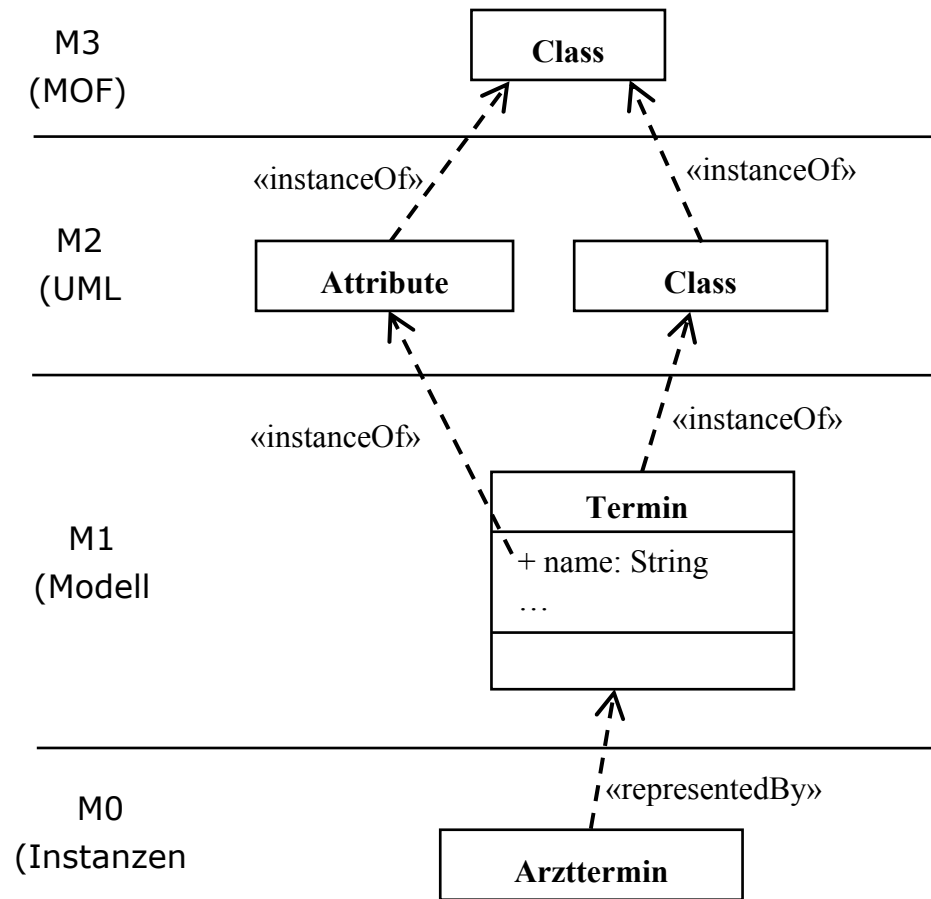 M3
(MOF)
Class
«instanceOf»
«instanceOf»
M2
(UML
Attribute
Class
«instanceOf»
«instanceOf»
M1
(Modell
Termin
+ name: String
…
M0
(Instanzen
«representedBy»
Arzttermin